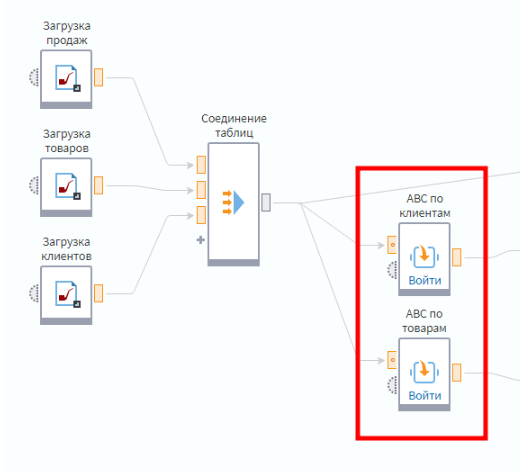 Загрузка
продаж
Загрузка
товаров
Загрузка
клиентов
Соединение
таблиц
ABC по
клиентам
Войти
ABC по
товарам
Войти